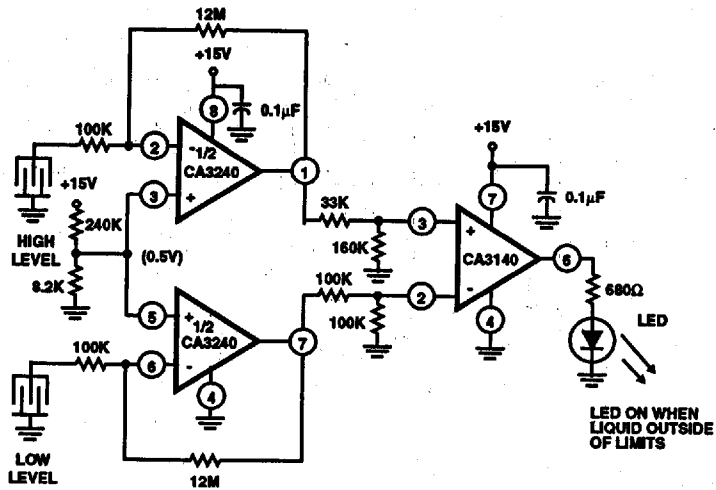 12M
+15V
8
0.1μF
100K
2
- 1/2
CA3240
1
+15V
3
+
240K
HIGH
LEVEL
(0.5V)
8.2K
33K
160K
+15V
7
0.1μF
3
+
CA3140
6
-
2
4
680Ω
LED
100K
100K
5
+ 1/2
CA3240
7
100K
6
-
4
LOW
LEVEL
12M
LED ON WHEN
LIQUID OUTSIDE
OF LIMITS